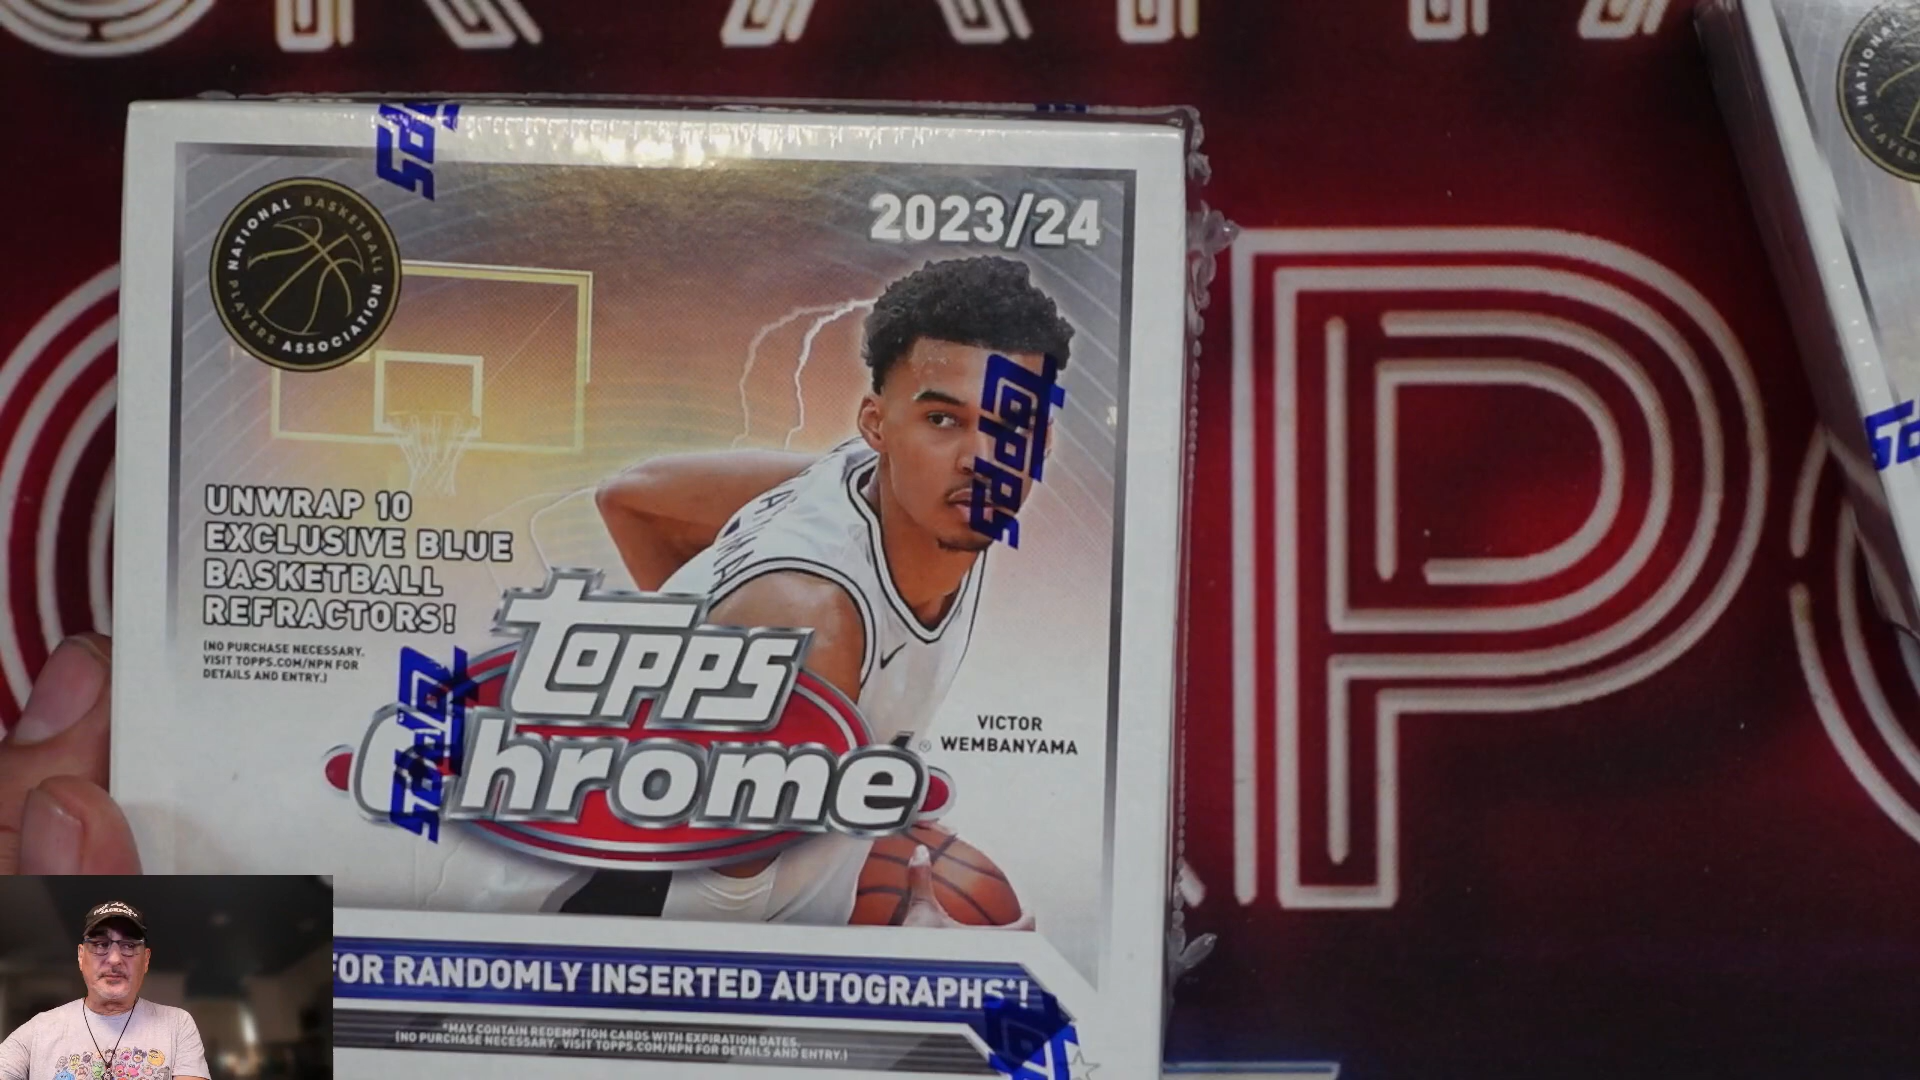 NATIONAL BASKETBALL
PLAYERS ASSOCIATION
2023/24
UNWRAP 10
EXCLUSIVE BLUE
BASKETBALL
REFRACTORS!
(NO PURCHASE NECESSARY.
VISIT TOPPS.COM/NPN FOR
DETAILS AND ENTRY.)
topps
topps
Chrome
topps
VICTOR
WEMBANYAMA
FOR RANDOMLY INSERTED AUTOGRAPHS*!
*MAY CONTAIN REDEMPTION CARDS WITH EXPIRATION DATES.
(NO PURCHASE NECESSARY. VISIT TOPPS.COM/NPN FOR DETAILS AND ENTRY.)
P